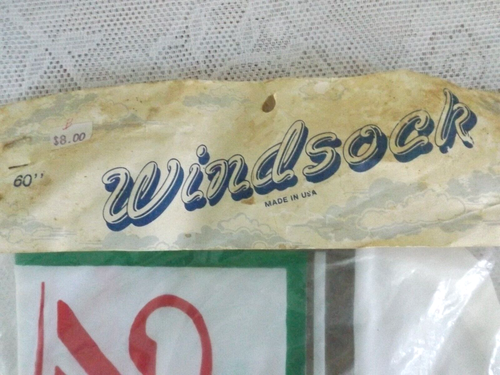 $8.00
60"
Windsock
MADE IN USA